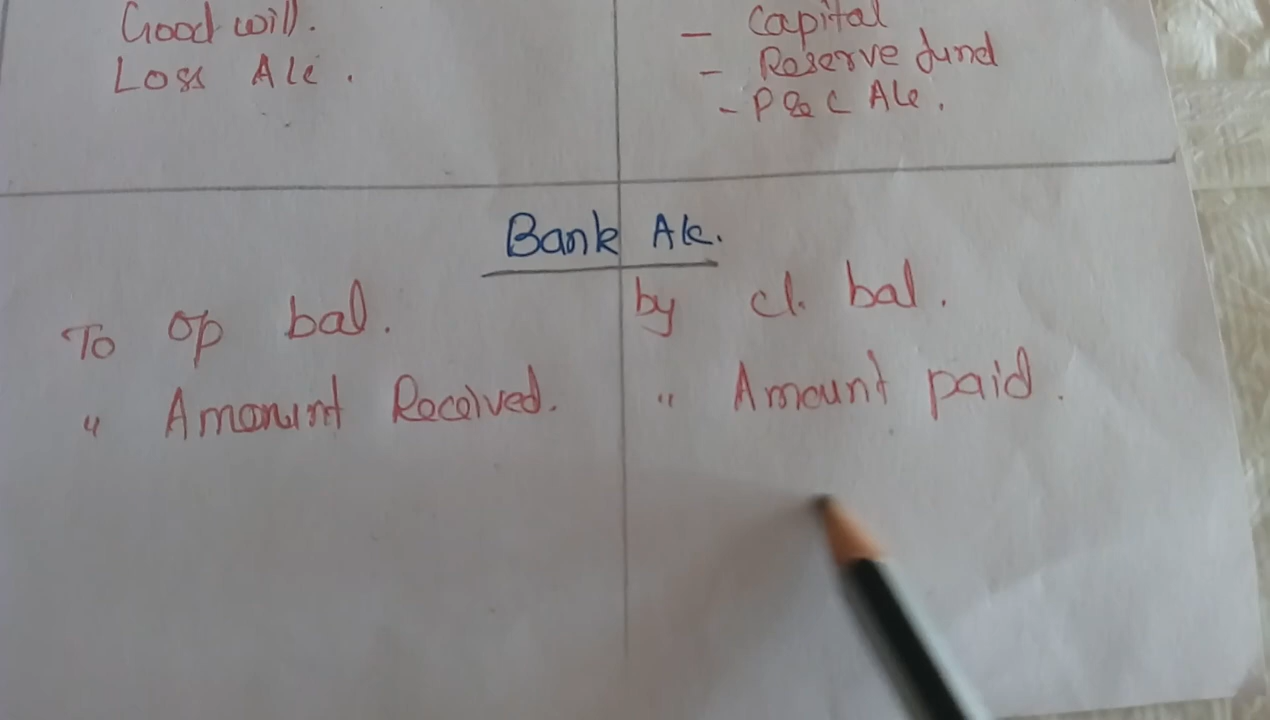 Good will.
Loss A/c.
- Capital
- Reserve fund
- P & L A/c.
Bank A/c.
To op bal.
" Amount Received.
by cl. bal.
" Amount paid.